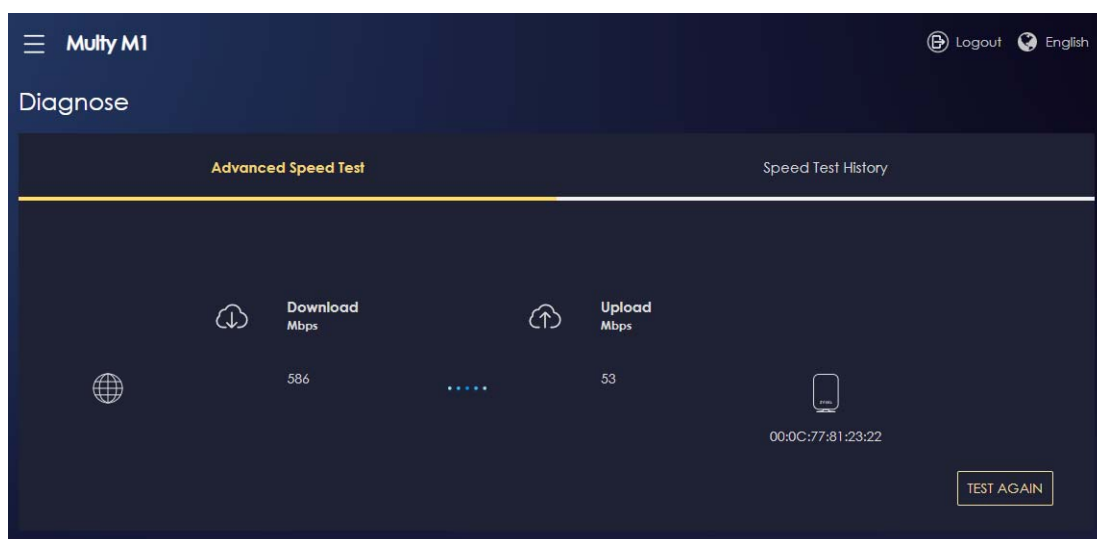 Multy M1
Logout
English
Diagnose
Advanced Speed Test
Speed Test History
Download
Mbps
Upload
Mbps
586
53
ZYXEL
00:0C:77:81:23:22
TEST AGAIN